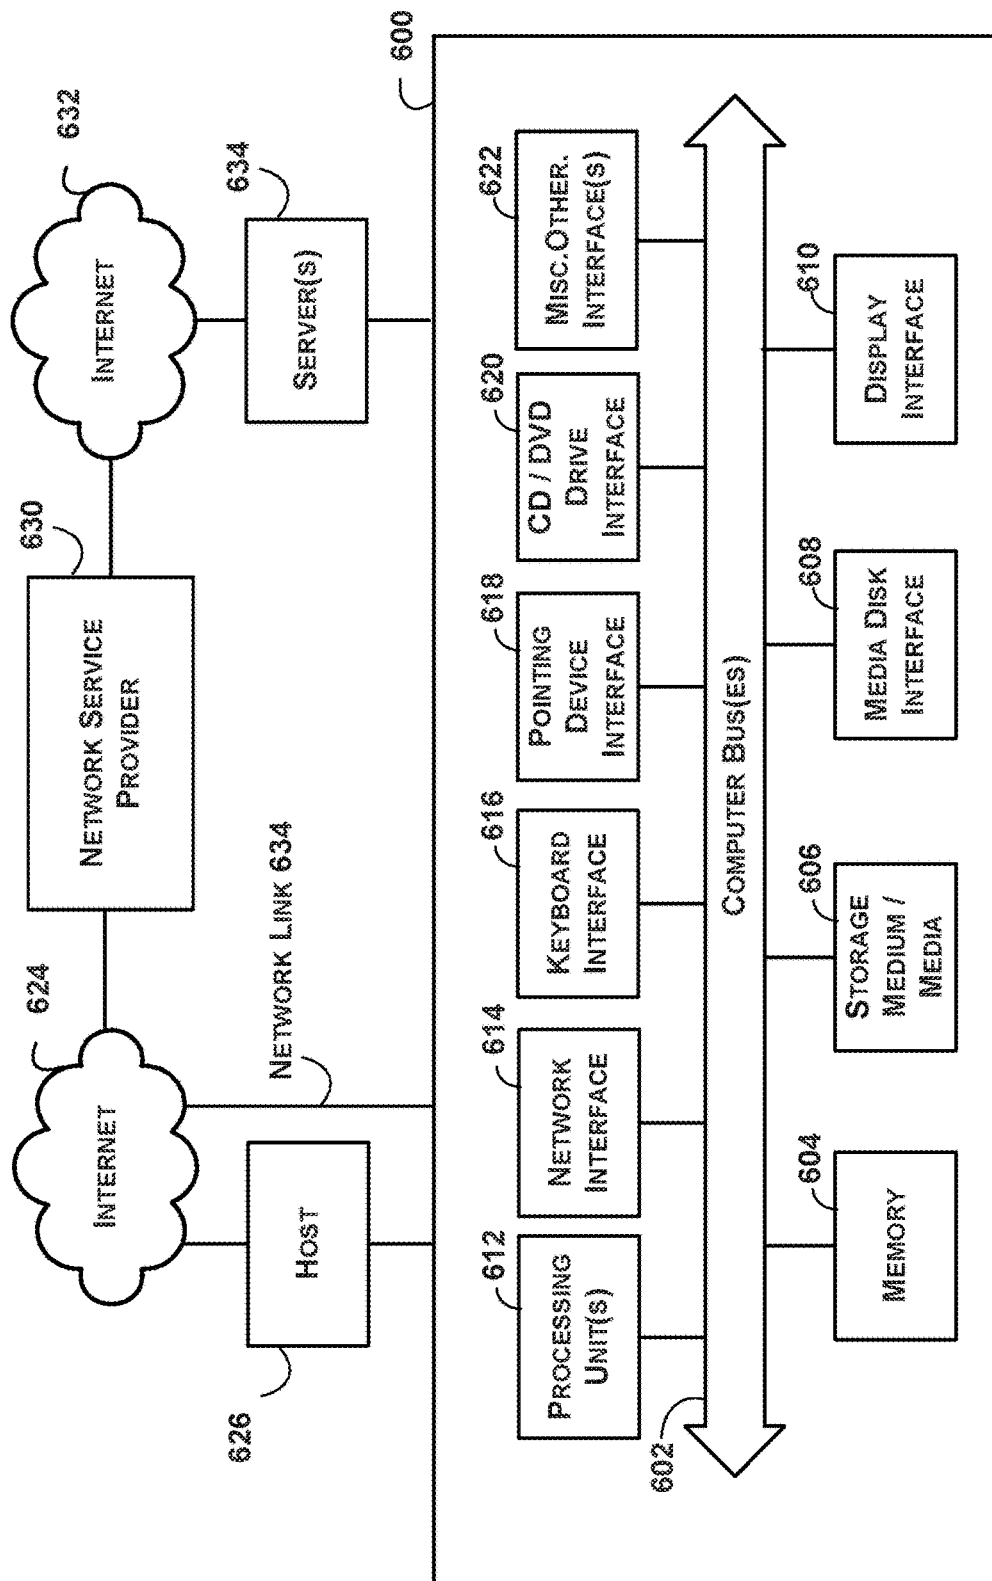 632
INTERNET
634
SERVER(S)
630
NETWORK SERVICE
PROVIDER
624
INTERNET
NETWORK LINK 634
HOST
626
600
622
MISC.OTHER.
INTERFACE(S)
620
CD / DVD
DRIVE
INTERFACE
618
POINTING
DEVICE
INTERFACE
616
KEYBOARD
INTERFACE
614
NETWORK
INTERFACE
612
PROCESSING
UNIT(S)
602
COMPUTER BUS(ES)
604
MEMORY
606
STORAGE
MEDIUM /
MEDIA
608
MEDIA DISK
INTERFACE
610
DISPLAY
INTERFACE